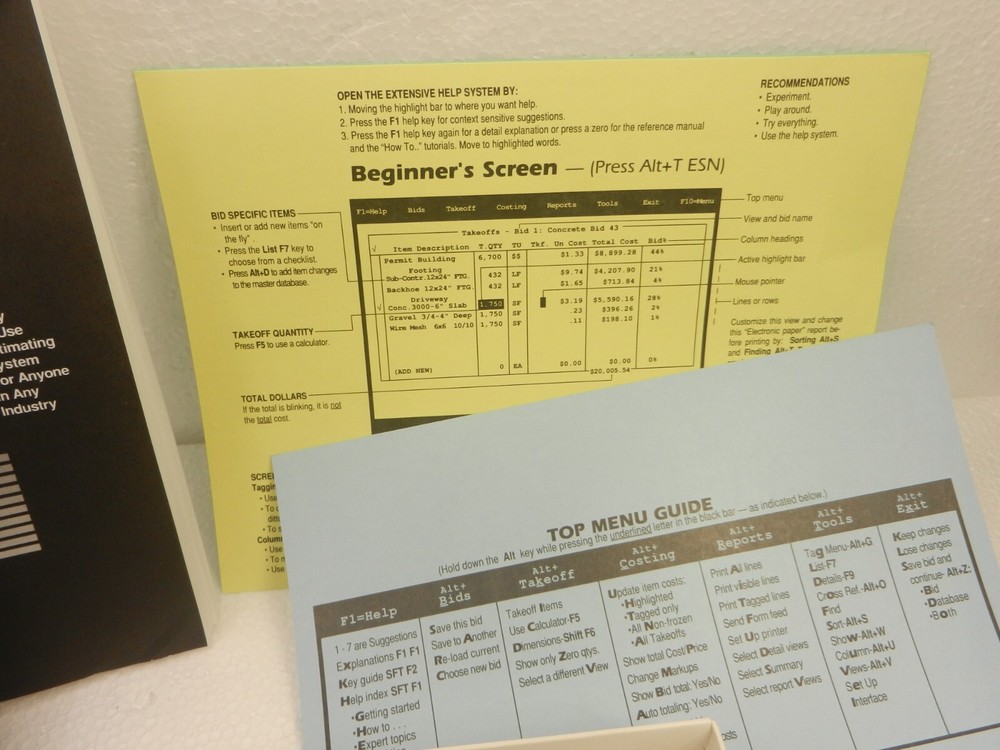 y
Use
timating
ystem
or Anyone
n Any
Industry
OPEN THE EXTENSIVE HELP SYSTEM BY:
1. Moving the highlight bar to where you want help.
2. Press the F1 help key for context sensitive suggestions.
3. Press the F1 help key again for a detail explanation or press a zero for the reference manual
and the "How To.." tutorials. Move to highlighted words.
RECOMMENDATIONS
• Experiment.
• Play around.
• Try everything.
• Use the help system.
Beginner's Screen — (Press Alt+T ESN)
BID SPECIFIC ITEMS
• Insert or add new items "on
the fly" .
• Press the List F7 key to
choose from a checklist.
• Press Alt+D to add item changes
to the master database.
TAKEOFF QUANTITY
Press F5 to use a calculator.
TOTAL DOLLARS
If the total is blinking, it is not
the total cost.
F1=Help Bids Takeoff Costing Reports Tools Exit F10=Menu
Takeoffs - Bid 1: Concrete Bid 43
√ Item Description T.QTY TU Tkf. Un Cost Total Cost Bid%
Permit Building 6,700 $$ $1.33 $8,899.28 44%
Footing
Sub-Contr.12x24" FTG. 432 LF $9.74 $4,207.90 21%
Backhoe 12x24" FTG. 432 LF $1.65 $713.84 4%
Driveway
√ Conc.3000-6" Slab 1,750 SF $3.19 $5,590.16 28%
Gravel 3/4-4" Deep 1,750 SF .23 $396.26 2%
Wire Mesh 6x6 10/10 1,750 SF .11 $198.10 1%
(ADD NEW) 0 EA $0.00 $0.00 0%
$20,005.54
Top menu
View and bid name
Column headings
Active highlight bar
Mouse pointer
Lines or rows
Customize this view and change
this "Electronic paper" report be-
fore printing by: Sorting Alt+S
and Finding Alt-T
SCRE
Taggin
• Use
• To c
diff
• To s
Colum
• Use
• To m
• Use
TOP MENU GUIDE
(Hold down the Alt key while pressing the underlined letter in the black bar — as indicated below.)
F1=Help
1 - 7 are Suggestions
Explanations F1 F1
Key guide SFT F2
Help index SFT F1
•Getting started
•How to . . .
•Expert topics
Alt+
Bids
Save this bid
Save to Another
Re-load current
Choose new bid
Alt+
Takeoff
Takeoff Items
Use Calculator-F5
Dimensions-Shift F6
Show only Zero qtys.
Select a different View
Alt+
Costing
Update item costs:
•Highlighted
•Tagged only
•All Non-frozen
•All Takeoffs
Show total Cost/Price
Change Markups
Show Bid total: Yes/No
Auto totaling: Yes/No
osts
Alt+
Reports
Print All lines
Print visible lines
Print Tagged lines
Send Form feed
Set Up printer
Select Detail views
Select Summary
Select report Views
Alt+
Tools
Tag Menu-Alt+G
List-F7
Details-F9
Cross Ref.-Alt+O
Find
Sort-Alt+S
Show-Alt+W
Column-Alt+U
Views-Alt+V
Set Up
Interface
Alt+
Exit
Keep changes
Lose changes
Save bid and
continue- Alt+Z:
•Bid
•Database
•Both